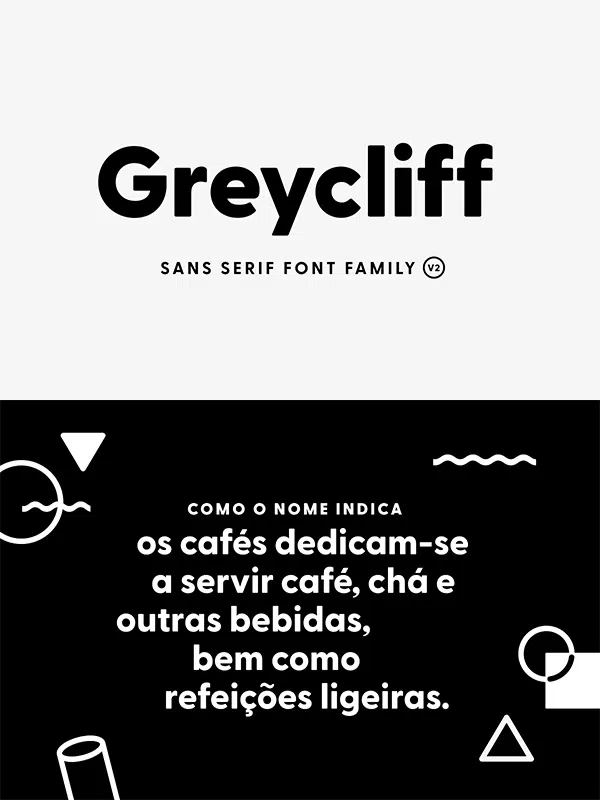 Greycliff
SANS SERIF FONT FAMILY V2
COMO O NOME INDICA
os cafés dedicam-se
a servir café, chá e
outras bebidas,
bem como
refeições ligeiras.